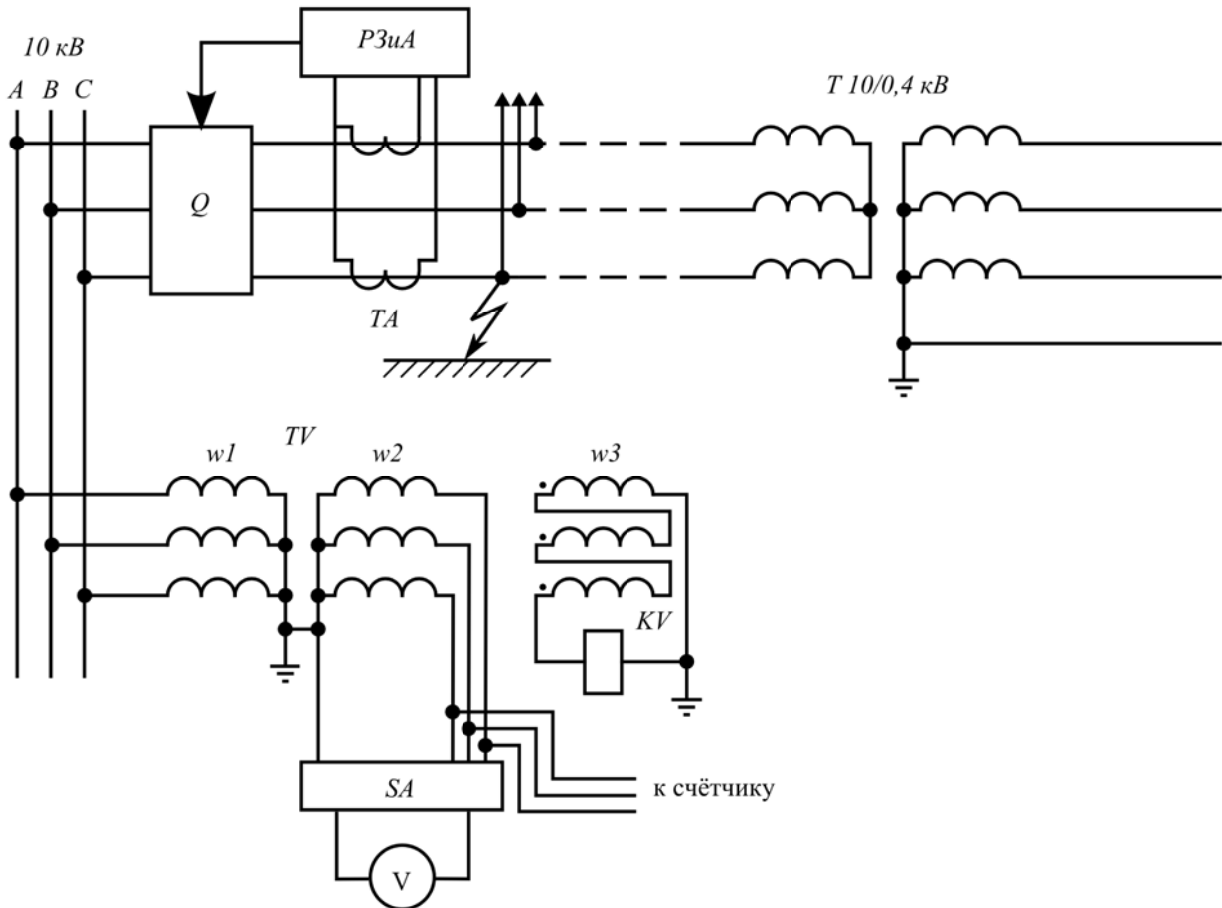 РЗиА
10 кВ
A B C
T 10/0,4 кВ
Q
TA
TV
w1 w2 w3
KV
SA
к счётчику
V